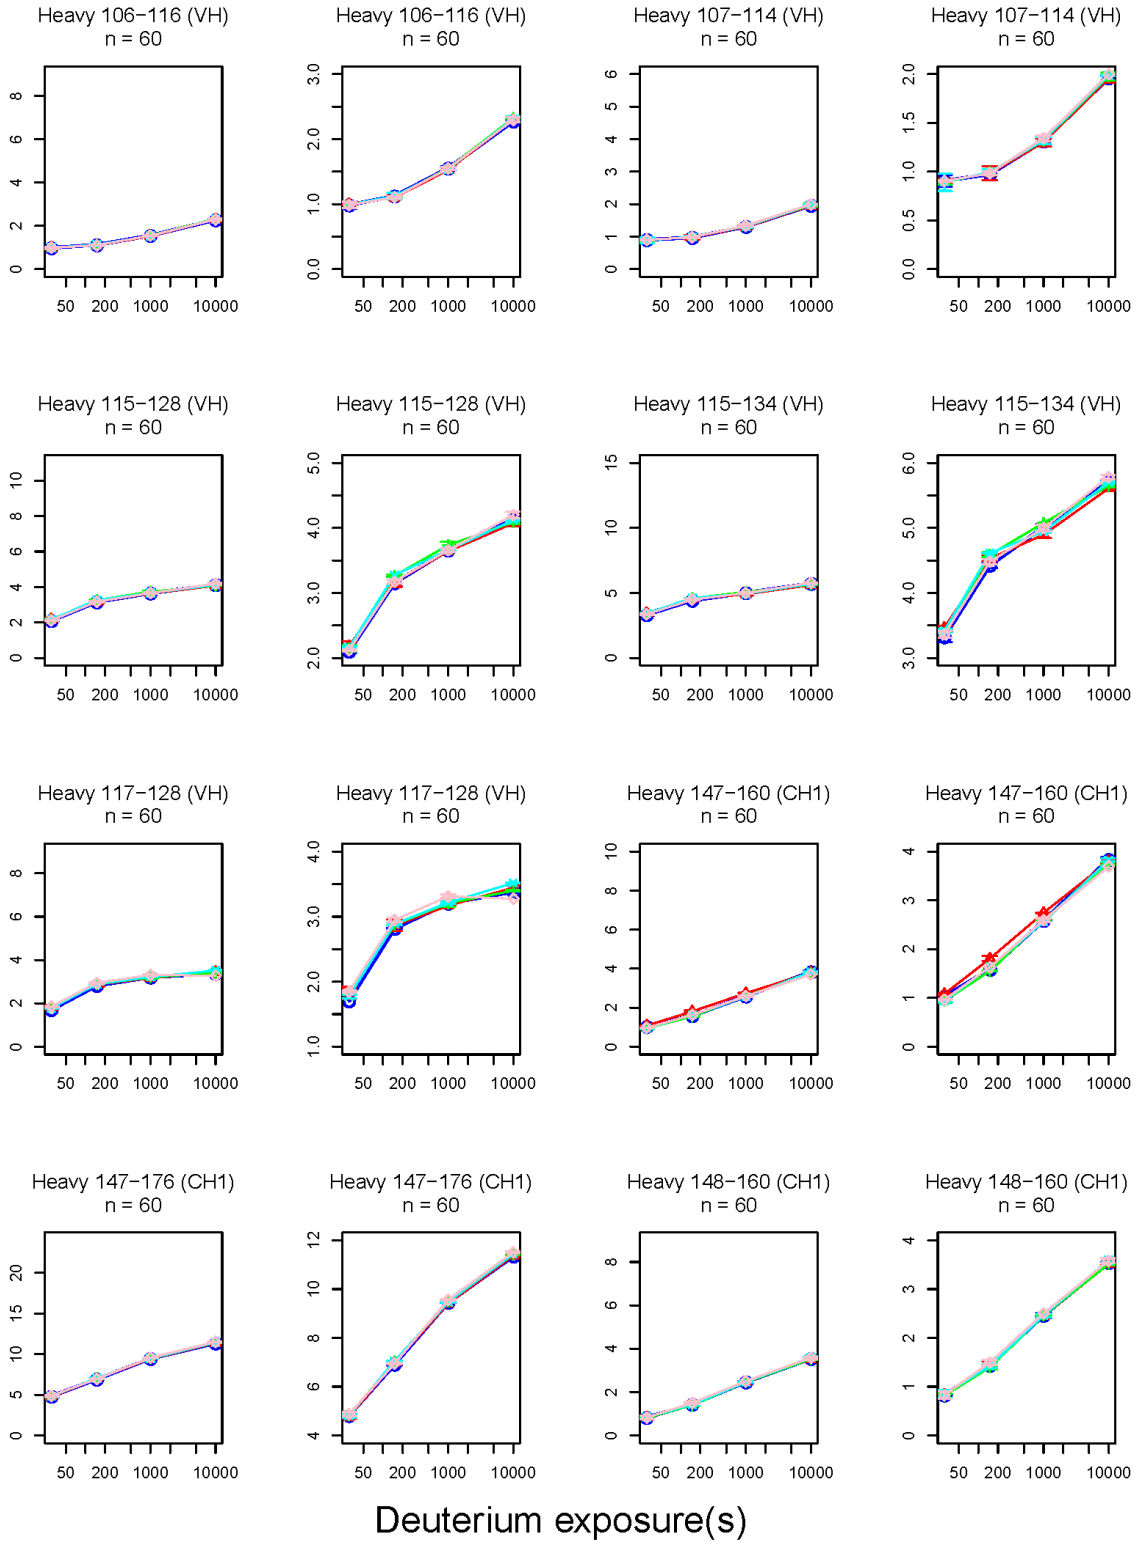 Heavy 106−116 (VH)
n = 60
Heavy 106−116 (VH)
n = 60
Heavy 107−114 (VH)
n = 60
Heavy 107−114 (VH)
n = 60
8
6
4
2
0
50 200 1000 10000
3.0
2.0
1.0
0.0
50 200 1000 10000
6
5
4
3
2
1
0
50 200 1000 10000
2.0
1.5
1.0
0.5
0.0
50 200 1000 10000
Heavy 115−128 (VH)
n = 60
Heavy 115−128 (VH)
n = 60
Heavy 115−134 (VH)
n = 60
Heavy 115−134 (VH)
n = 60
10
8
6
4
2
0
50 200 1000 10000
5.0
4.0
3.0
2.0
50 200 1000 10000
15
10
5
0
50 200 1000 10000
6.0
5.0
4.0
3.0
50 200 1000 10000
Heavy 117−128 (VH)
n = 60
Heavy 117−128 (VH)
n = 60
Heavy 147−160 (CH1)
n = 60
Heavy 147−160 (CH1)
n = 60
8
6
4
2
0
50 200 1000 10000
4.0
3.0
2.0
1.0
50 200 1000 10000
10
8
6
4
2
0
50 200 1000 10000
4
3
2
1
0
50 200 1000 10000
Heavy 147−176 (CH1)
n = 60
Heavy 147−176 (CH1)
n = 60
Heavy 148−160 (CH1)
n = 60
Heavy 148−160 (CH1)
n = 60
20
15
10
5
0
50 200 1000 10000
12
10
8
6
4
50 200 1000 10000
8
6
4
2
0
50 200 1000 10000
4
3
2
1
0
50 200 1000 10000
Deuterium exposure(s)